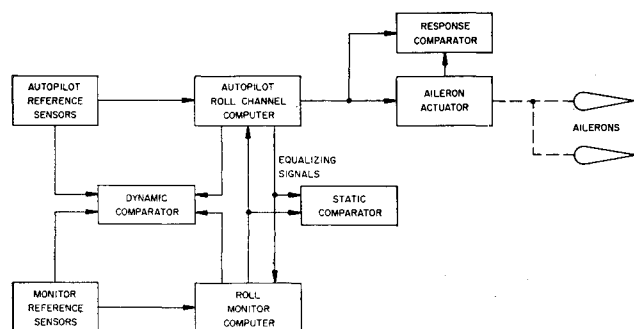 RESPONSE
COMPARATOR
AUTOPILOT
REFERENCE
SENSORS
AUTOPILOT
ROLL CHANNEL
COMPUTER
AILERON
ACTUATOR
AILERONS
EQUALIZING
SIGNALS
DYNAMIC
COMPARATOR
STATIC
COMPARATOR
MONITOR
REFERENCE
SENSORS
ROLL
MONITOR
COMPUTER